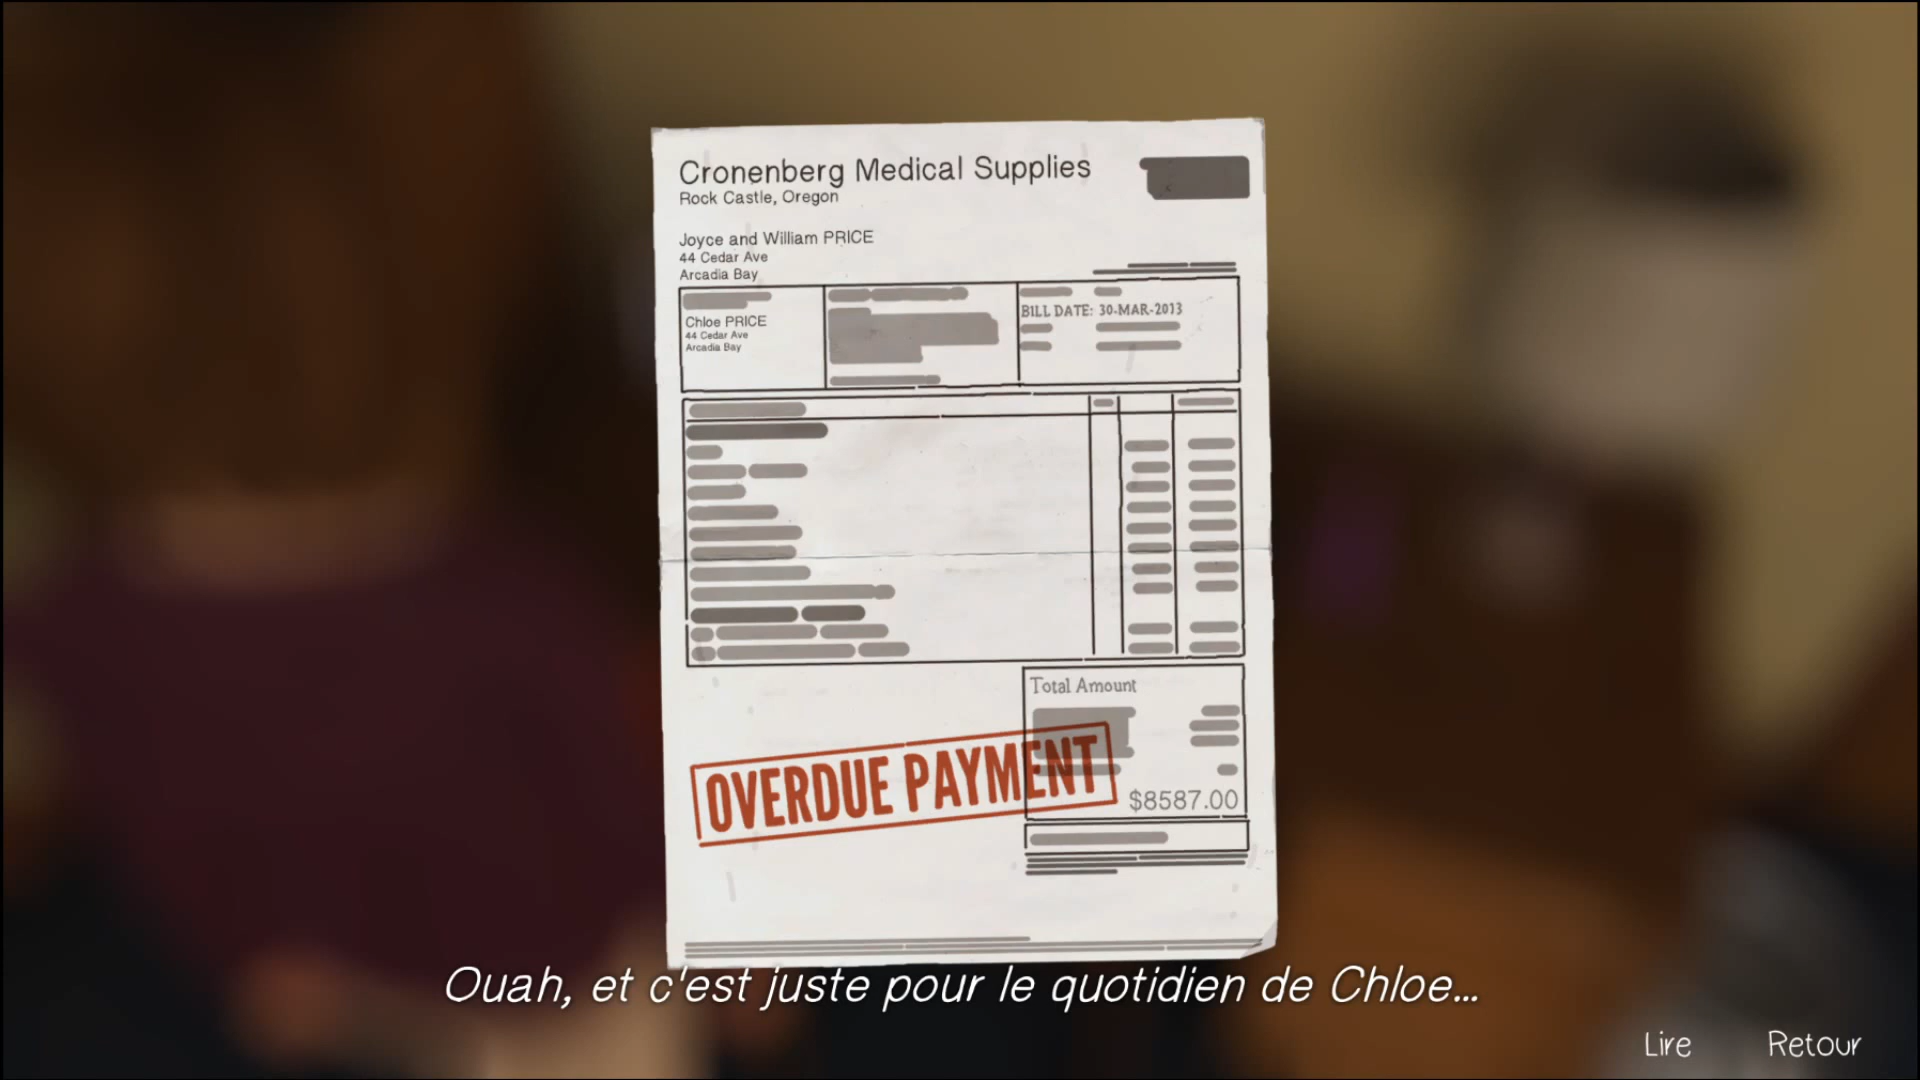 Cronenberg Medical Supplies
Rock Castle, Oregon
Joyce and William PRICE
44 Cedar Ave
Arcadia Bay
Chloe PRICE
44 Cedar Ave
Arcadia Bay
BILL DATE: 30-MAR-2013
Total Amount
OVERDUE PAYMENT
$8587.00
Ouah, et c'est juste pour le quotidien de Chloe...
Lire Retour